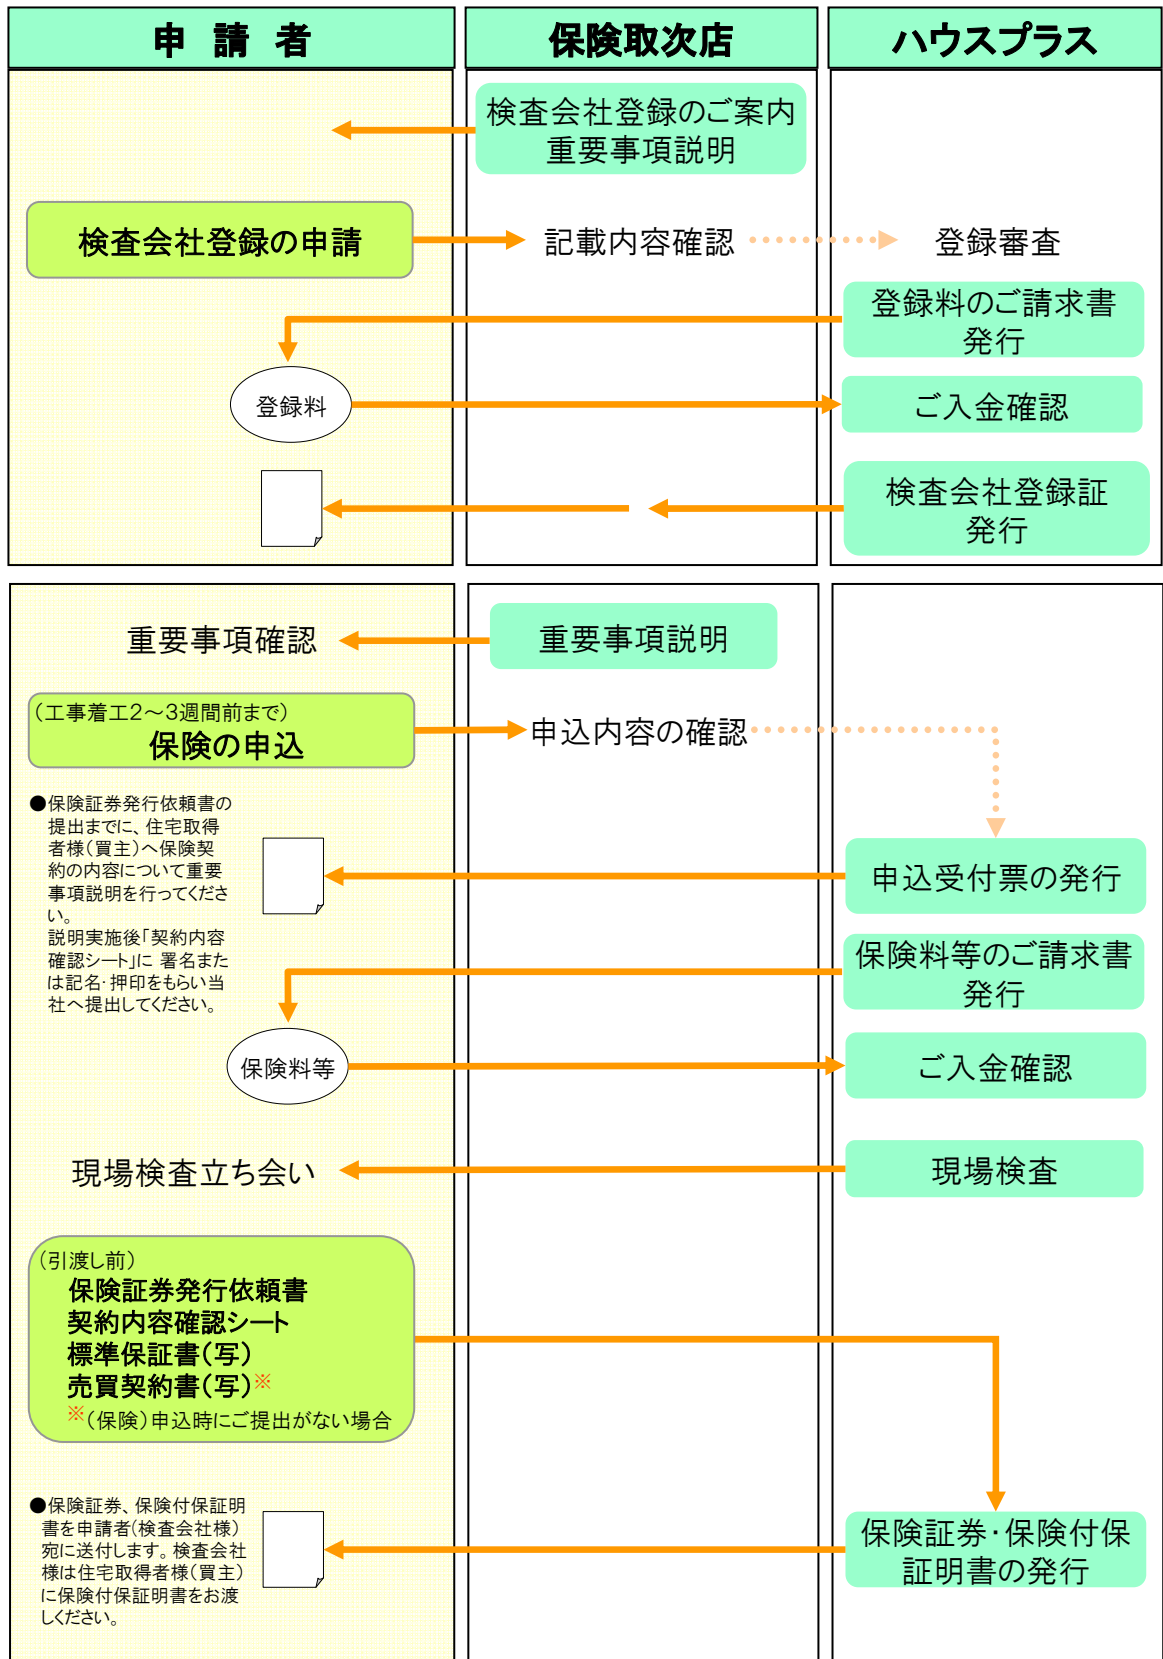 申 請 者
保険取次店
ハウスプラス
検査会社登録のご案内
重要事項説明
検査会社登録の申請
記載内容確認
登録審査
登録料のご請求書
発行
登録料
ご入金確認
検査会社登録証
発行
重要事項確認
重要事項説明
(工事着工2～3週間前まで)
保険の申込
申込内容の確認
●保険証券発行依頼書の
提出までに、住宅取得
者様(買主)へ保険契
約の内容について重要
事項説明を行ってくださ
い。
説明実施後「契約内容
確認シート」に 署名また
は記名・押印をもらい当
社へ提出してください。
申込受付票の発行
保険料等のご請求書
発行
保険料等
ご入金確認
現場検査立ち会い
現場検査
(引渡し前)
保険証券発行依頼書
契約内容確認シート
標準保証書(写)
売買契約書(写)※
※(保険)申込時にご提出がない場合
●保険証券、保険付保証明
書を申請者(検査会社様)
宛に送付します。検査会社
様は住宅取得者様(買主)
に保険付保証明書をお渡
しください。
保険証券・保険付保
証明書の発行